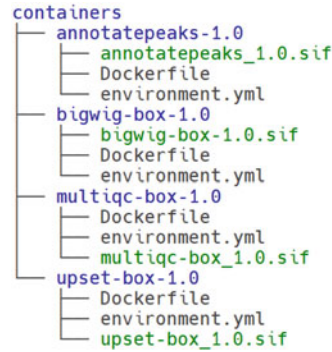 containers
annotatepeaks-1.0
annotatepeaks_1.0.sif
Dockerfile
environment.yml
bigwig-box-1.0
bigwig-box-1.0.sif
Dockerfile
environment.yml
multiqc-box-1.0
Dockerfile
environment.yml
multiqc-box_1.0.sif
upset-box-1.0
Dockerfile
environment.yml
upset-box_1.0.sif